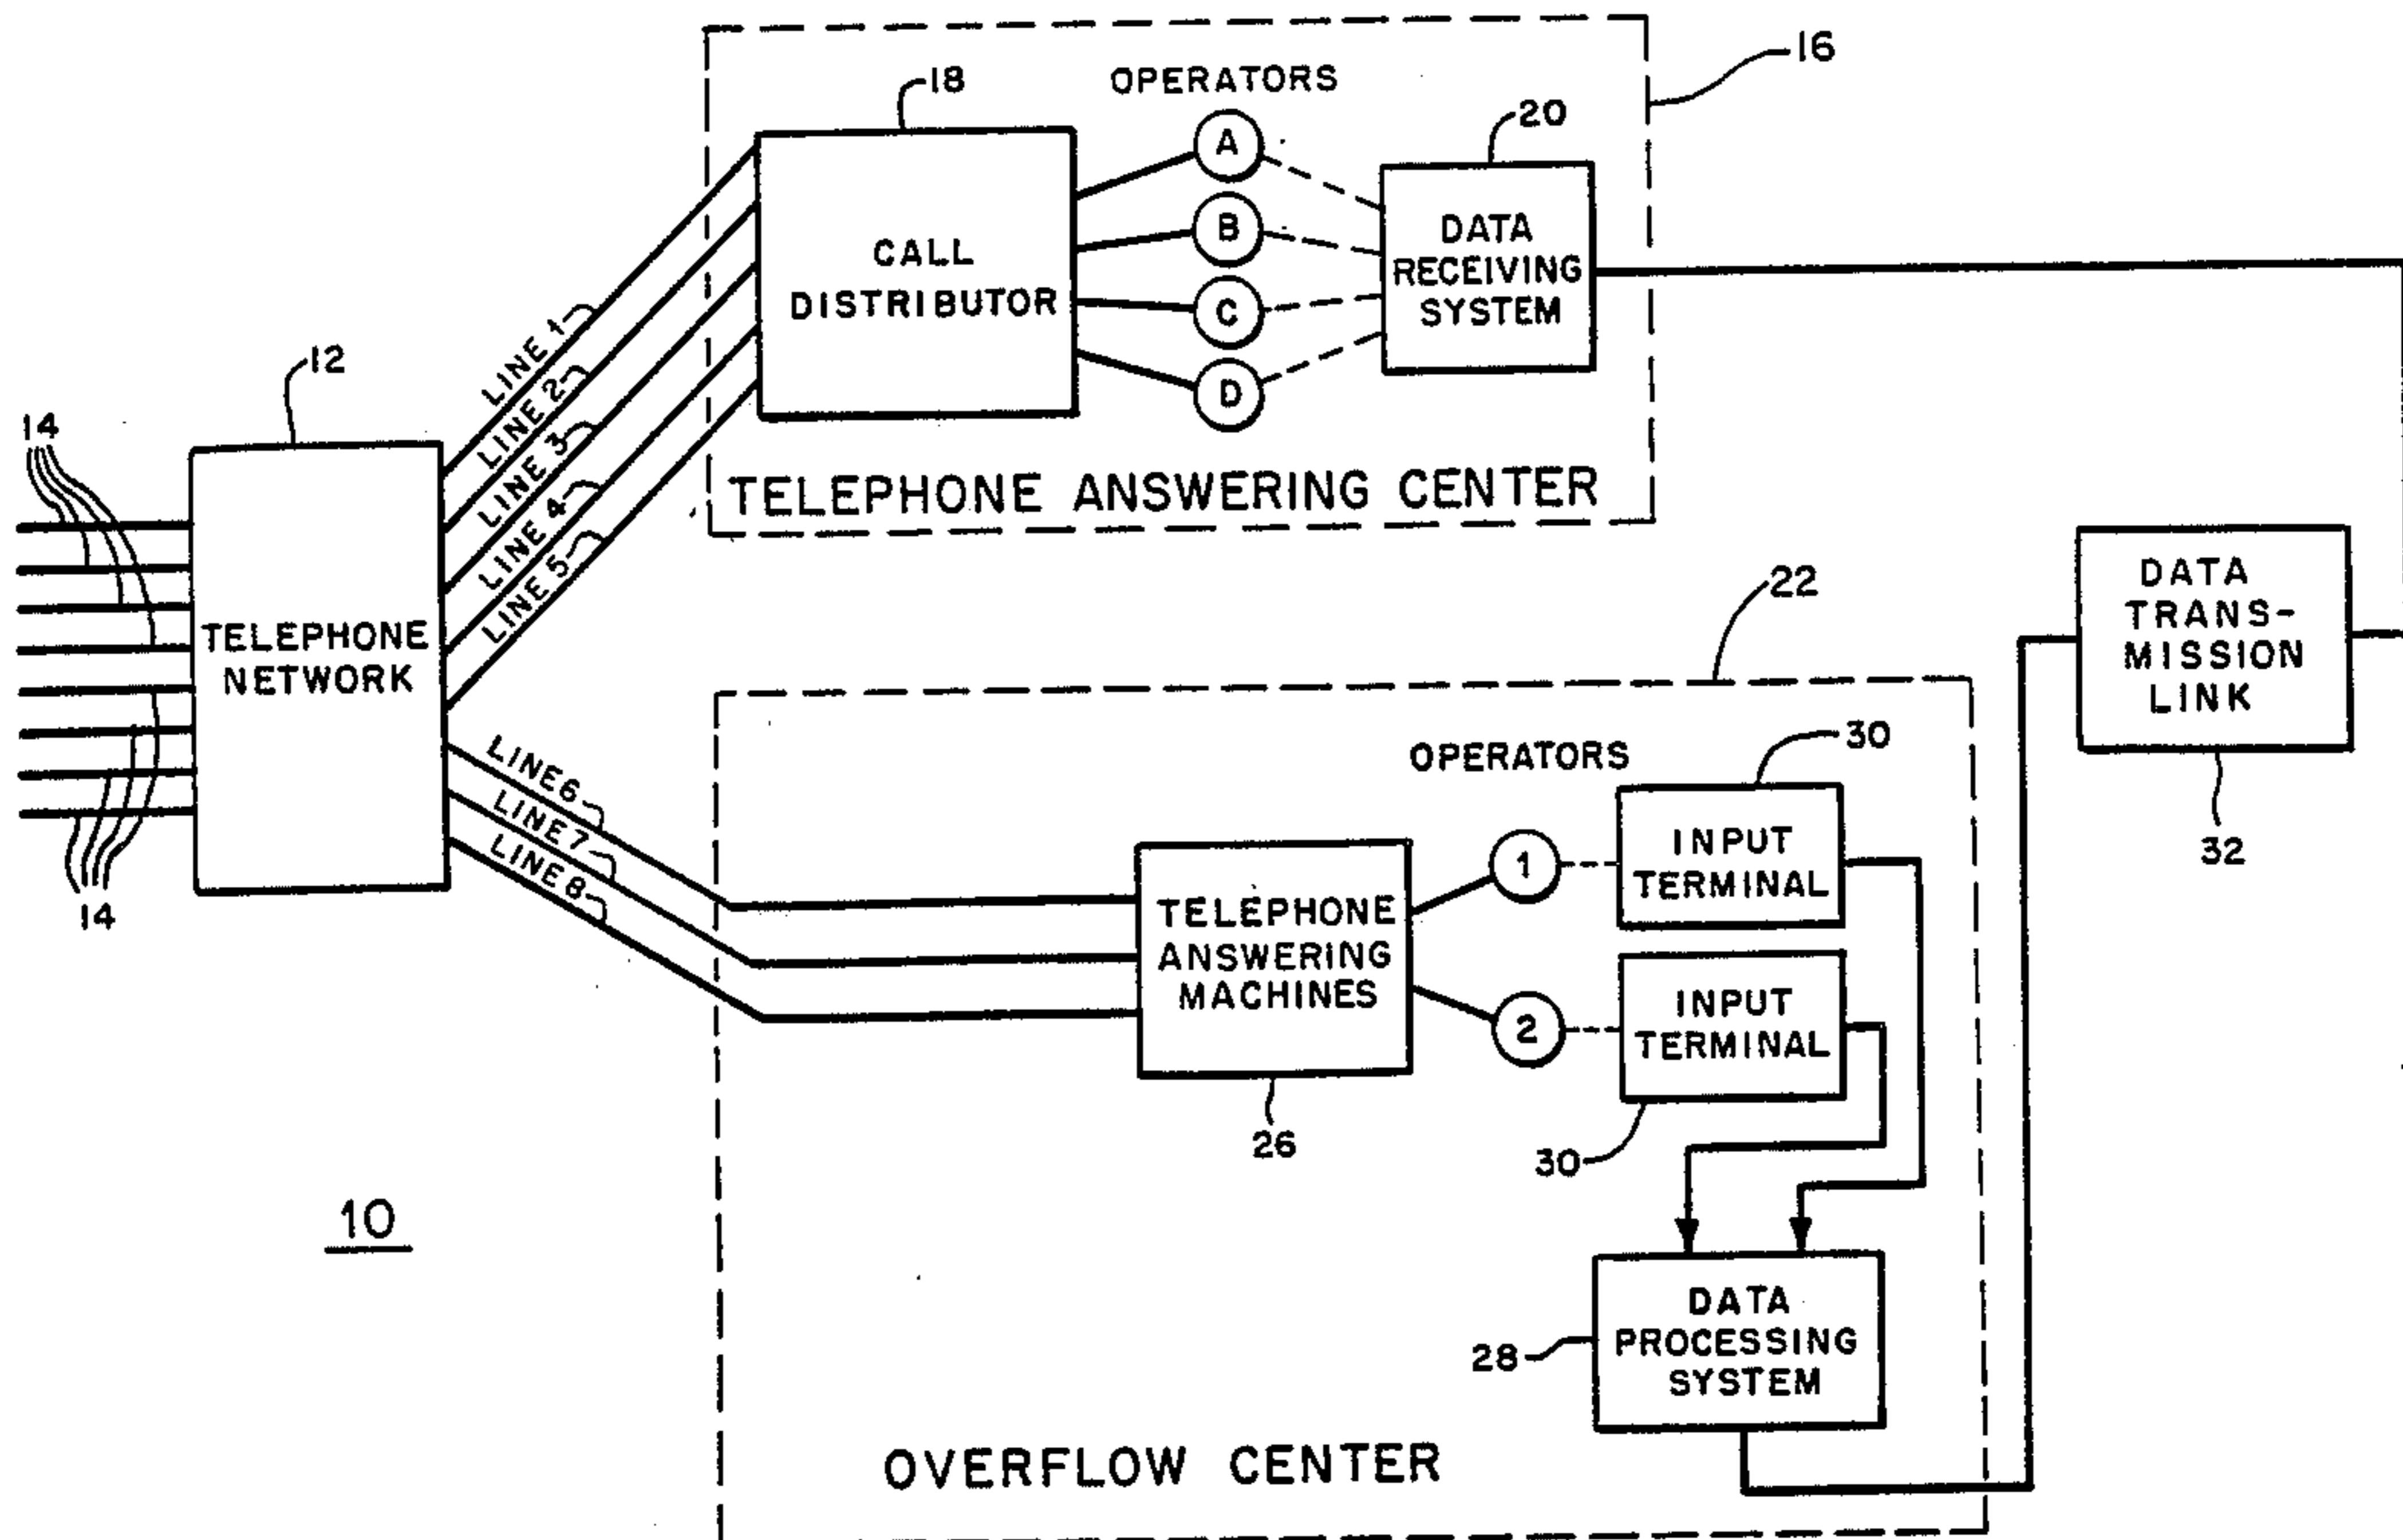 16
OPERATORS
18
20
A
B
C
D
CALL
DISTRIBUTOR
DATA
RECEIVING
SYSTEM
TELEPHONE ANSWERING CENTER
LINE 1
LINE 2
LINE 3
LINE 4
LINE 5
12
14
TELEPHONE
NETWORK
14
LINE 6
LINE 7
LINE 8
22
DATA
TRANS-
MISSION
LINK
32
OPERATORS
30
INPUT
TERMINAL
1
TELEPHONE
ANSWERING
MACHINES
26
2
INPUT
TERMINAL
30
10
DATA
PROCESSING
SYSTEM
28
OVERFLOW CENTER